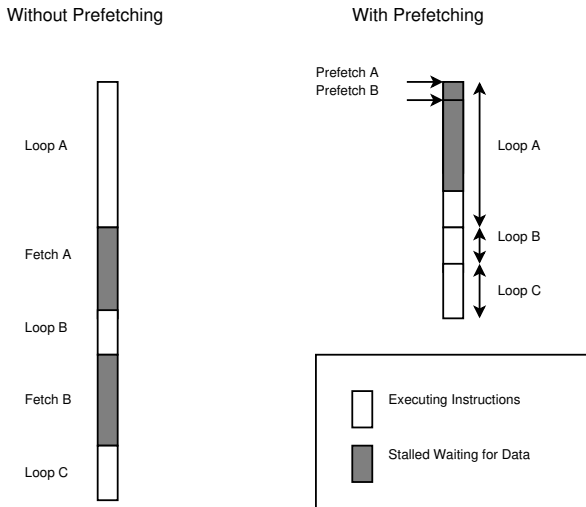 Without Prefetching
With Prefetching
Prefetch A
Prefetch B
Loop A
Fetch A
Loop B
Fetch B
Loop C
Loop A
Loop B
Loop C
Executing Instructions
Stalled Waiting for Data